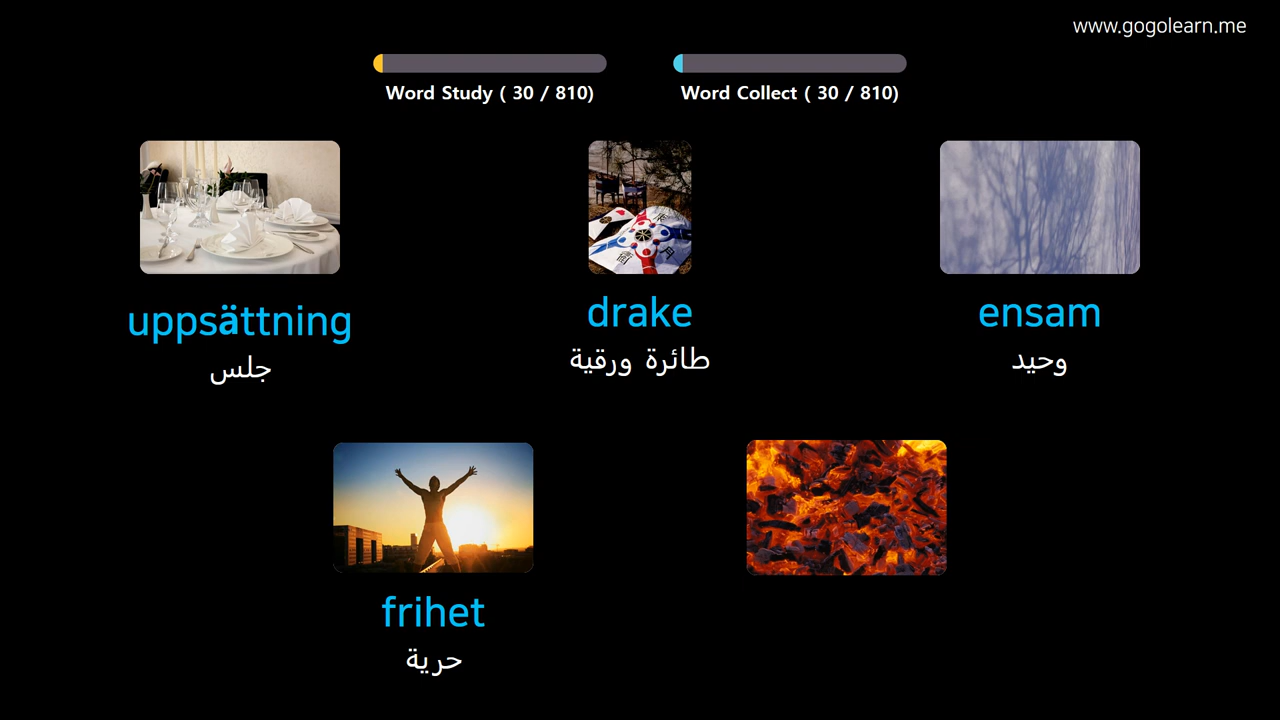 www.gogolearn.me
Word Study ( 30 / 810)
Word Collect ( 30 / 810)
uppsättning
جلس
drake
طائرة ورقية
ensam
وحيد
frihet
حرية